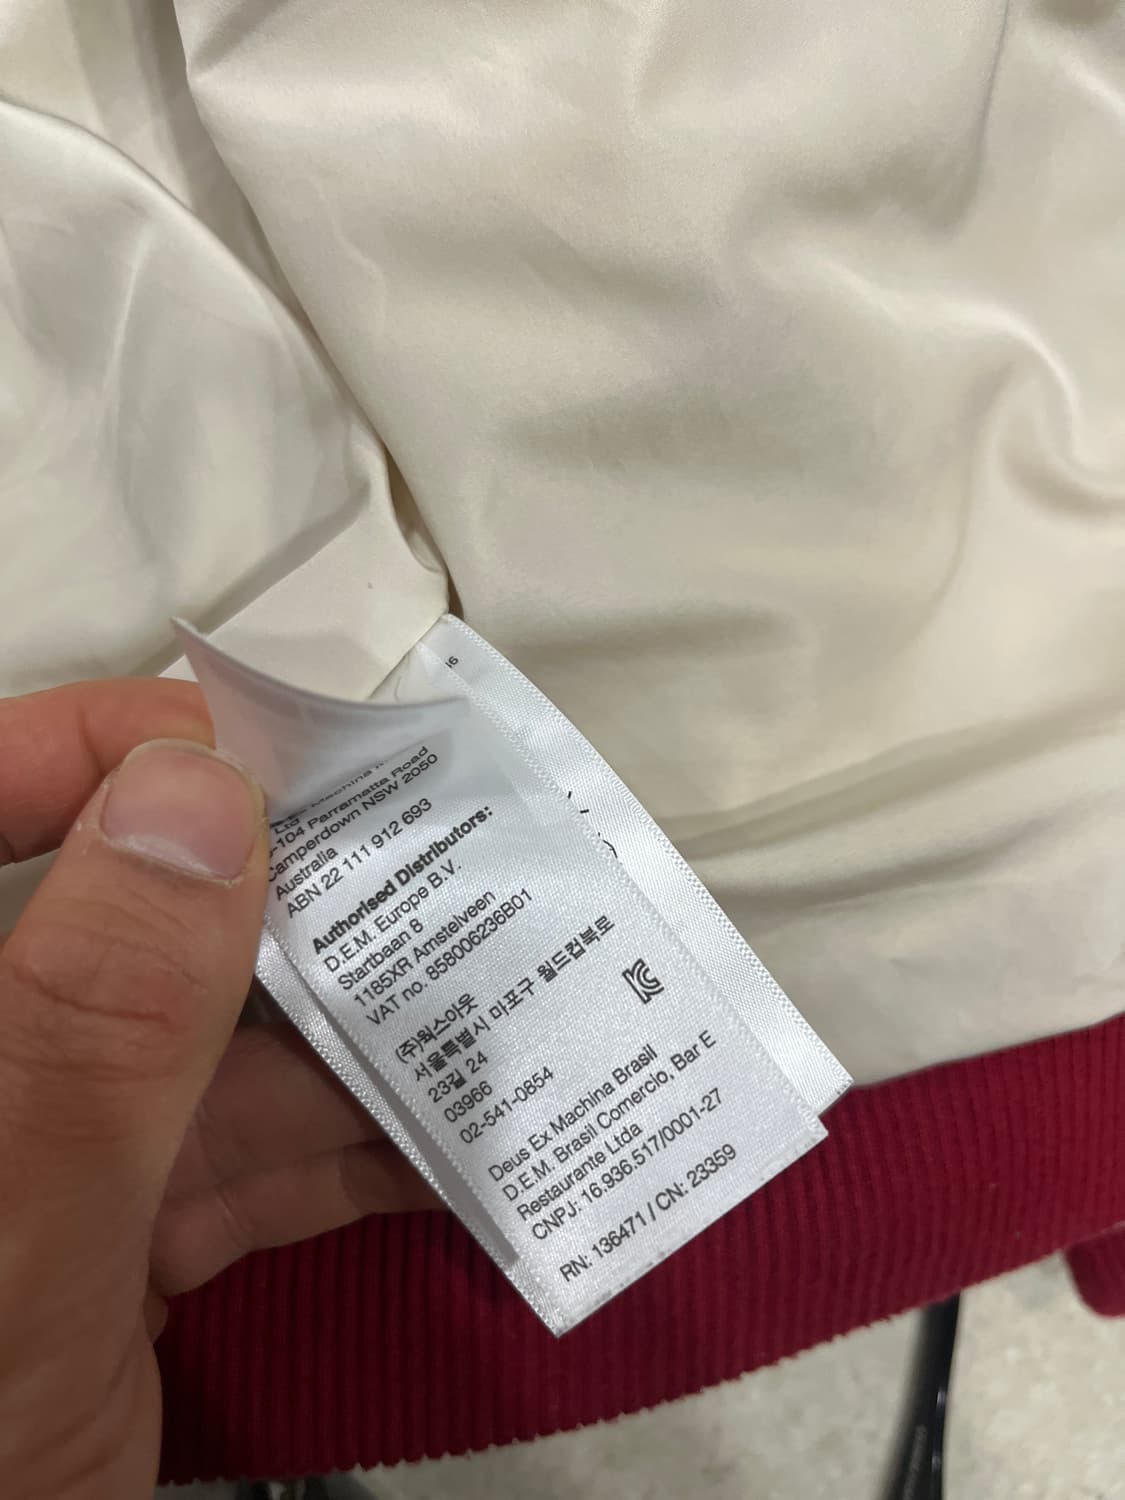 16
Machina
Ltd
-104 Parramatta Road
Camperdown NSW 2050
Australia
ABN 22 111 912 693
Authorised Distributors:
D.E.M. Europe B.V.
Startbaan 8
1185XR Amstelveen
VAT no. 858006236B01
(주)웍스아웃
서울특별시 마포구 월드컵북로
23길 24
03966
02-541-0854
Deus Ex Machina Brasil
D.E.M. Brasil Comercio, Bar E
Restaurante Ltda
CNPJ: 16.936.517/0001-27
RN: 136471 / CN: 23359